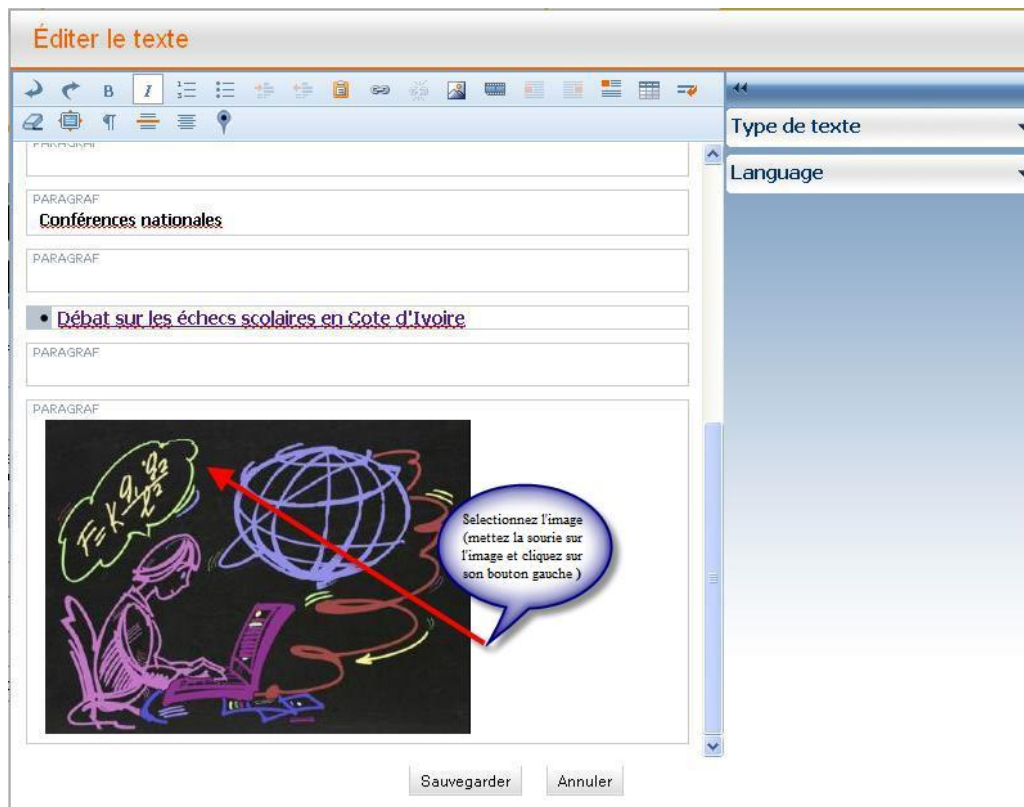 Éditer le texte
B I
Type de texte
Language
PARAGRAF
PARAGRAF
Conférences nationales
PARAGRAF
• Débat sur les échecs scolaires en Cote d'Ivoire
PARAGRAF
PARAGRAF
Selectionnez l'image
(mettez la sourie sur
l'image et cliquez sur
son bouton gauche )
Sauvegarder Annuler